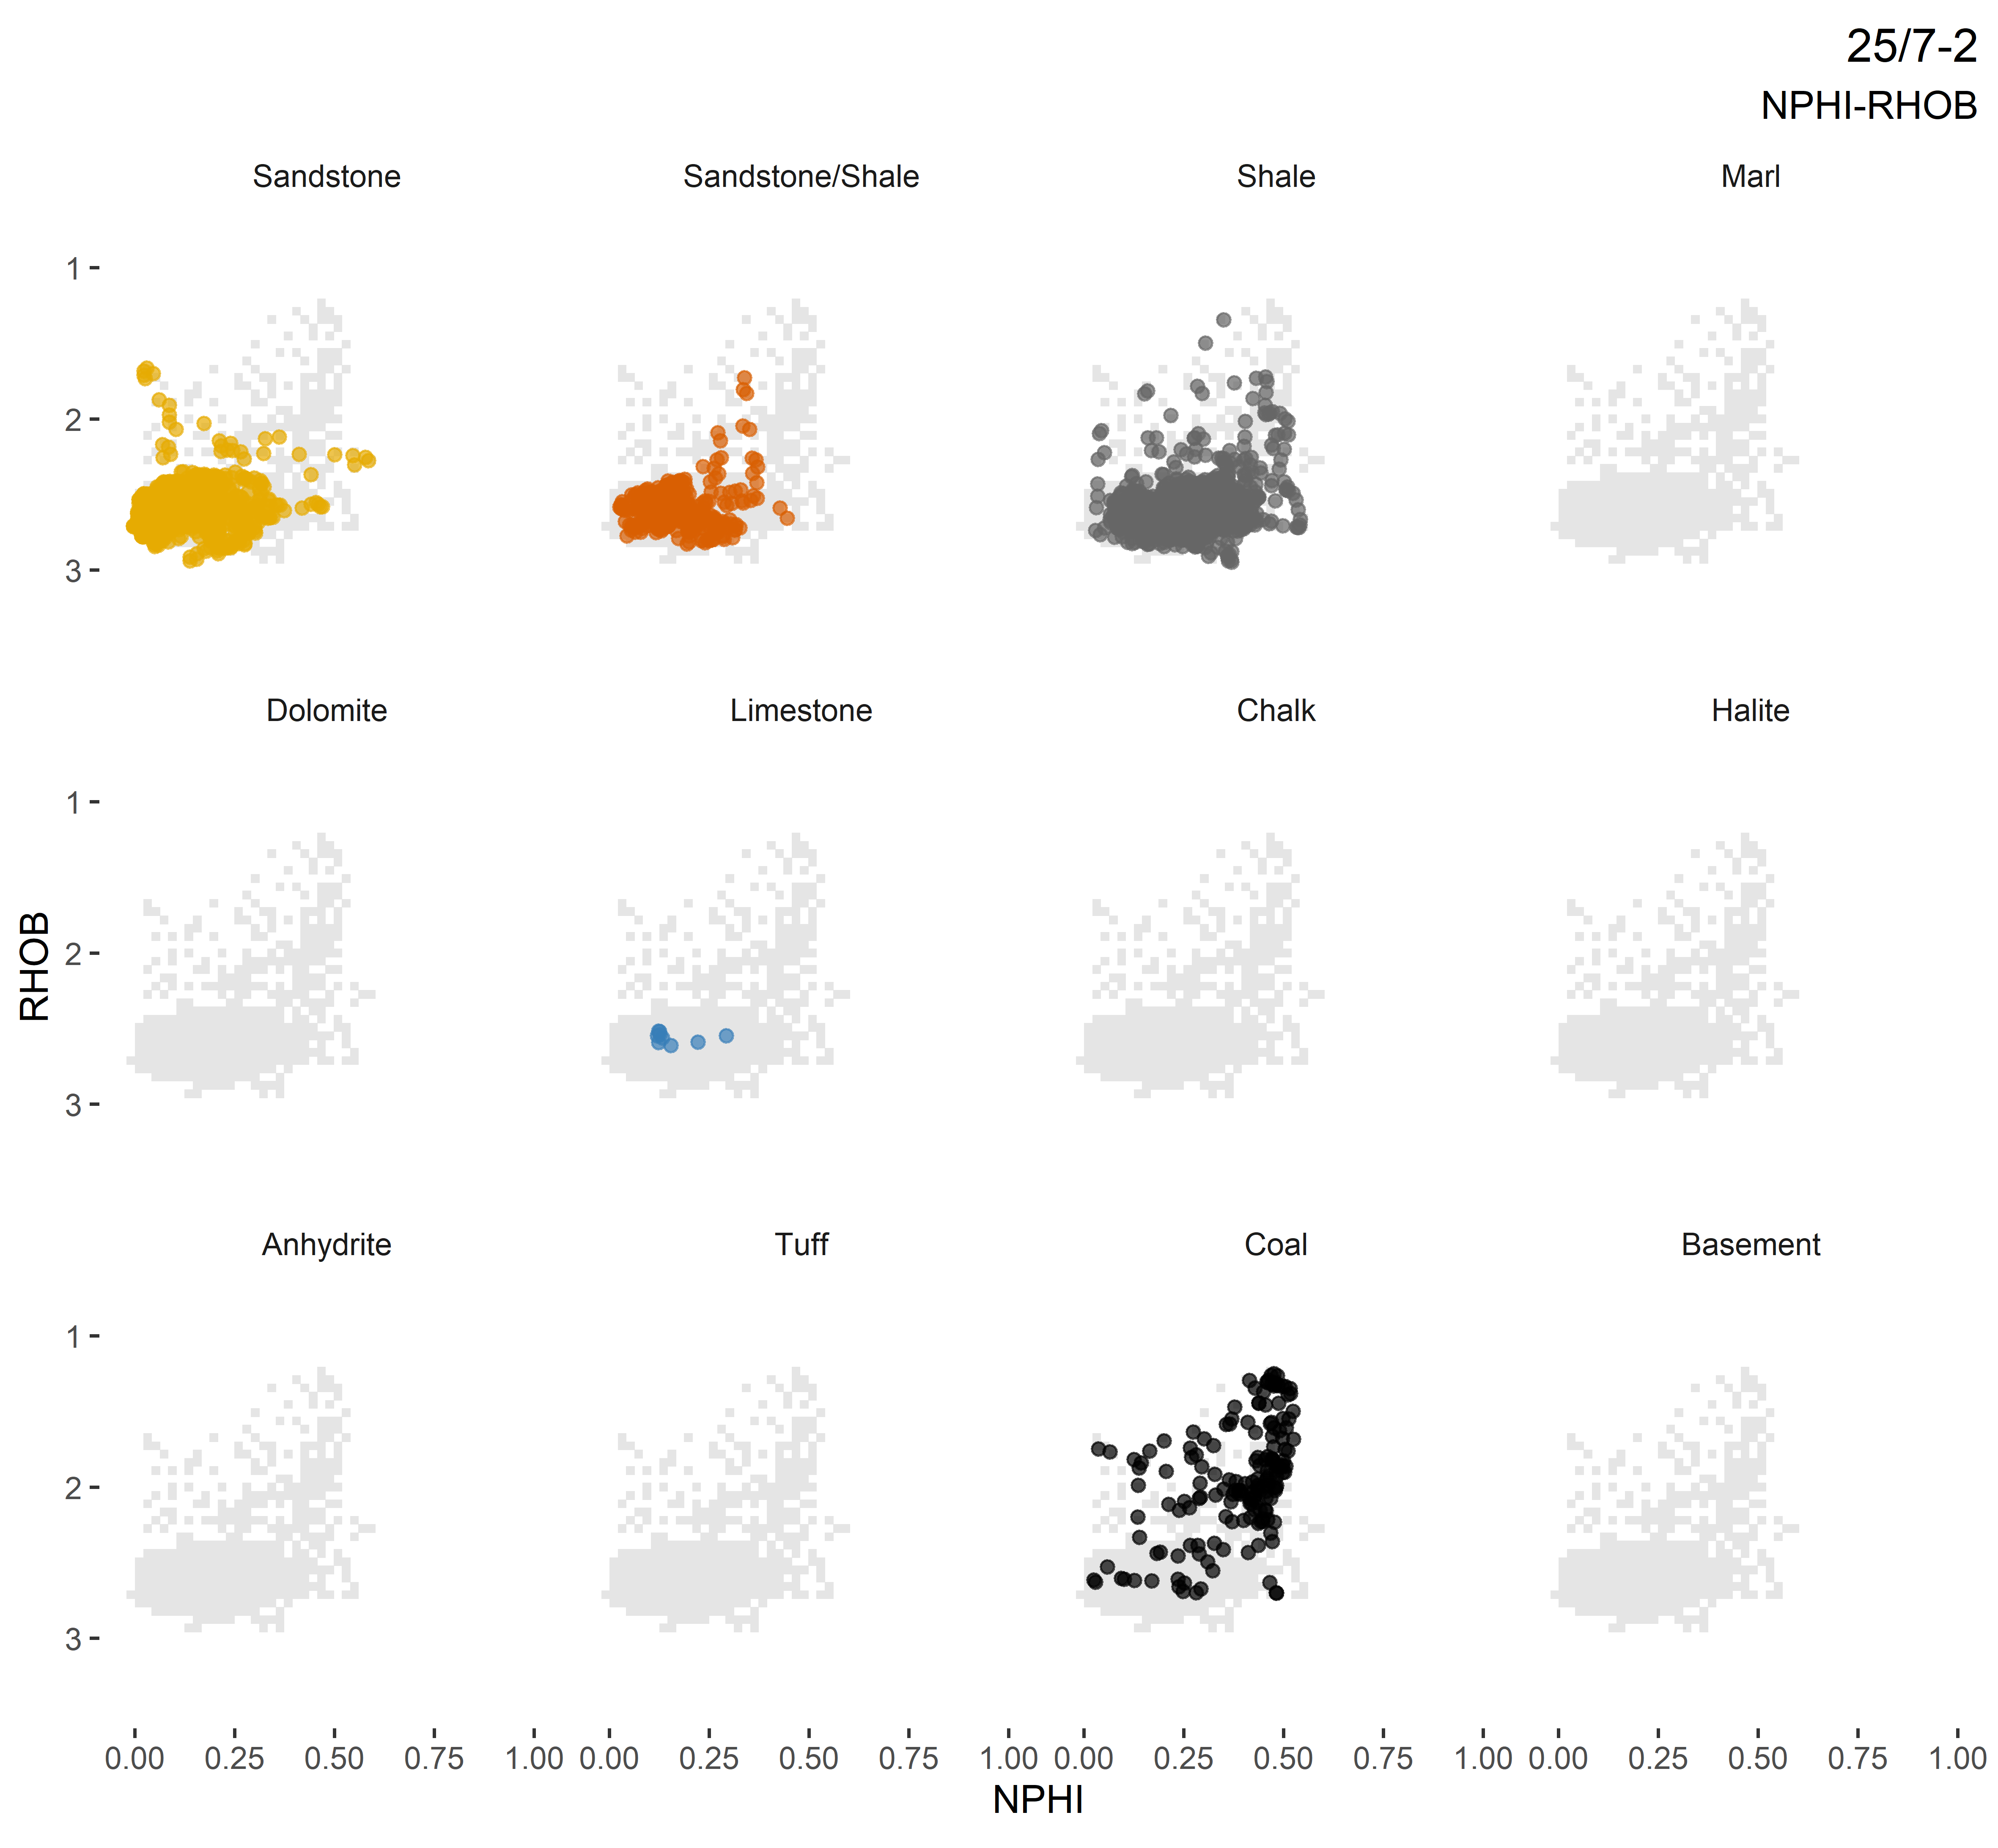 25/7-2
NPHI-RHOB
Sandstone Sandstone/Shale Shale Marl
1
2
3
Dolomite Limestone Chalk Halite
1
2
3
RHOB
Anhydrite Tuff Coal Basement
1
2
3
0.00 0.25 0.50 0.75 1.00 0.00 0.25 0.50 0.75 1.00 0.00 0.25 0.50 0.75 1.00 0.00 0.25 0.50 0.75 1.00
NPHI